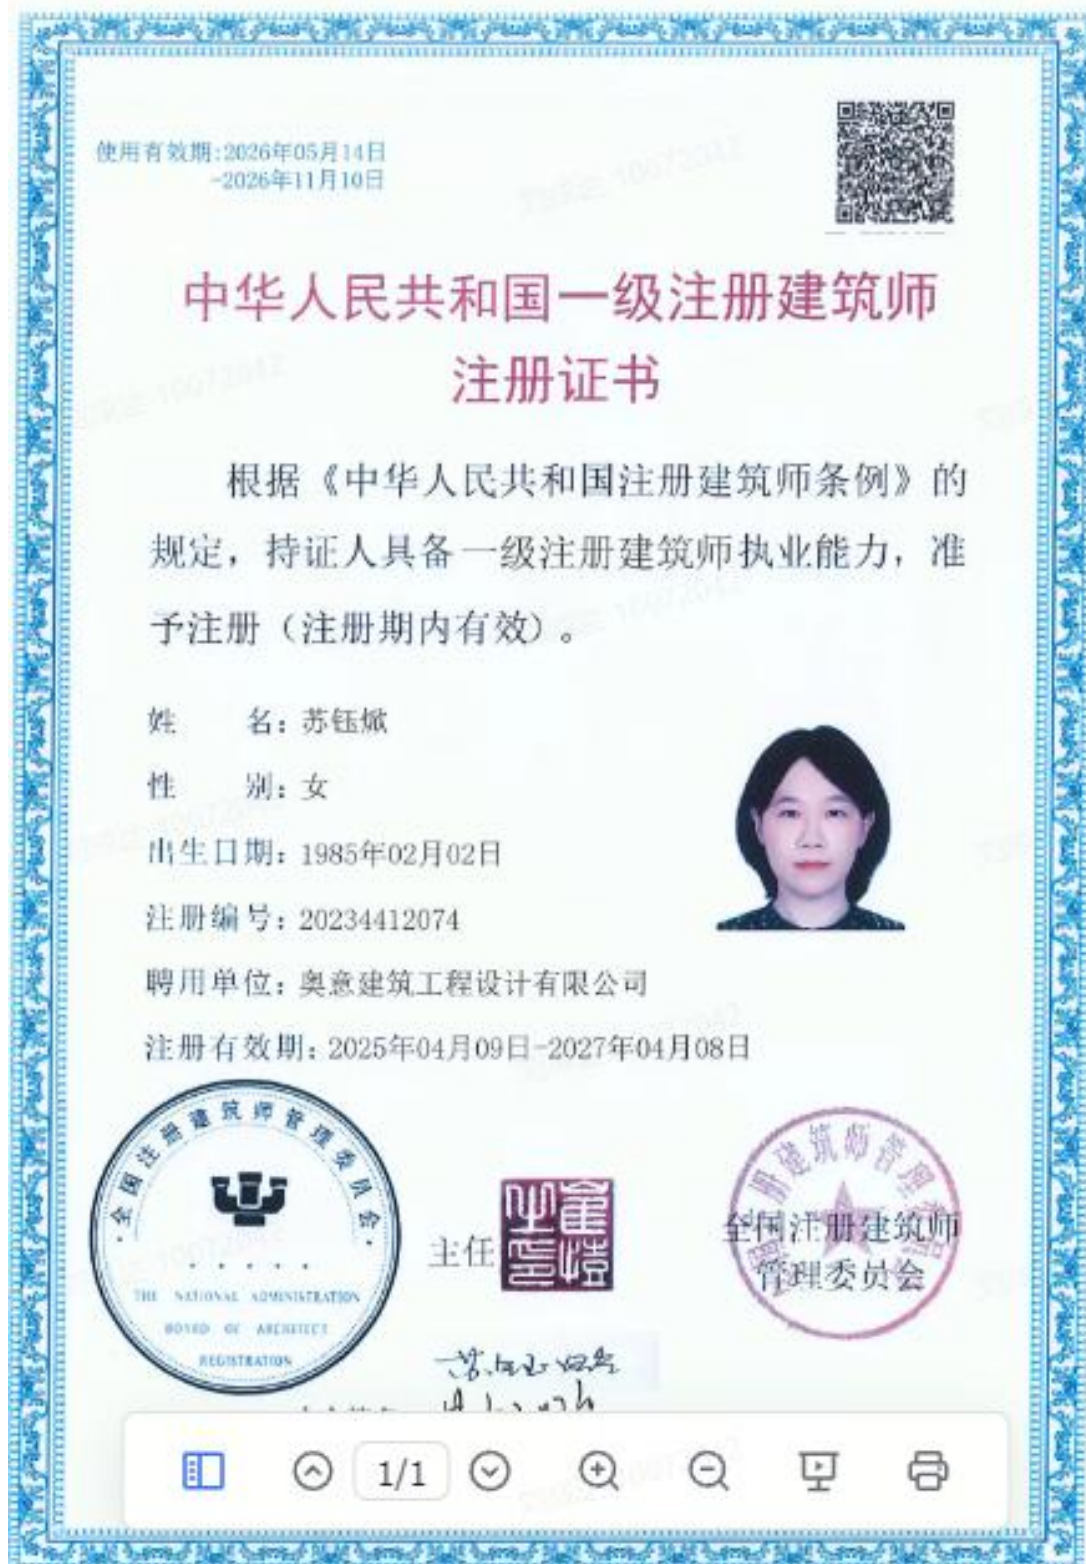 使用有效期:2026年05月14日
-2026年11月10日
中华人民共和国一级注册建筑师
注册证书
根据《中华人民共和国注册建筑师条例》的
规定，持证人具备一级注册建筑师执业能力，准
予注册（注册期内有效）。
姓 名：苏钰焮
性 别：女
出生日期：1985年02月02日
注册编号：20234412074
聘用单位：奥意建筑工程设计有限公司
注册有效期：2025年04月09日-2027年04月08日
全国注册建筑师管理委员会
THE NATIONAL ADMINISTRATION
BOARD OF ARCHITECT
REGISTRATION
主任
全国注册建筑师
管理委员会
1/1